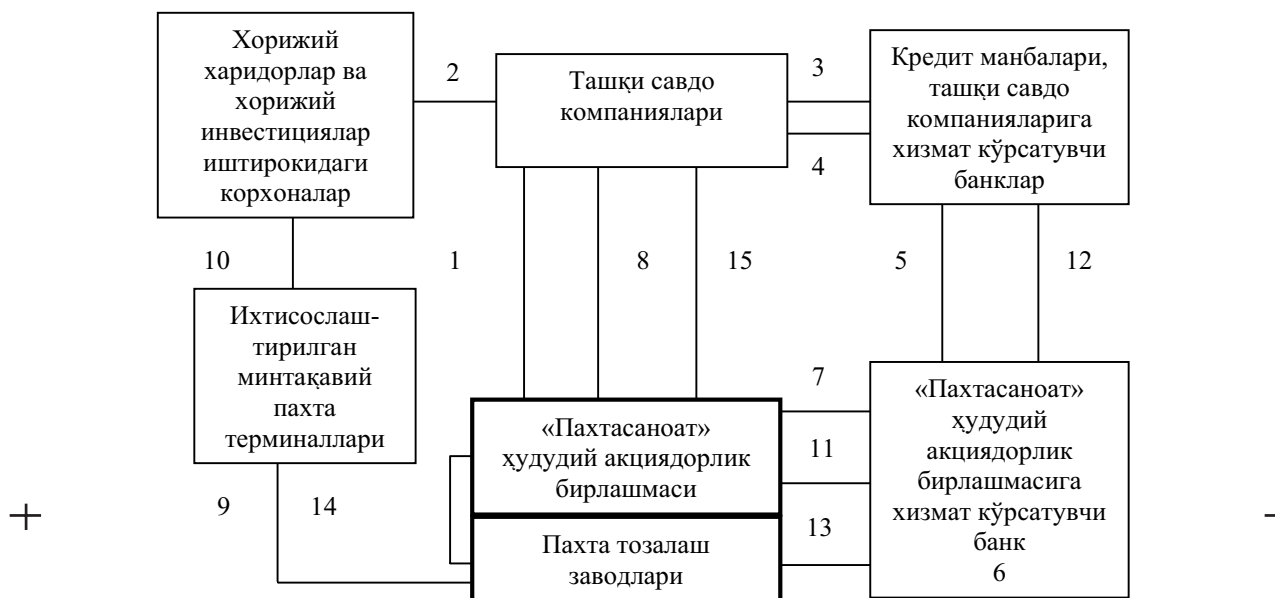 Хорижий
харидорлар ва
хорижий
инвестициялар
иштирокидаги
корхоналар
2
Ташқи савдо
компаниялари
3
4
Кредит манбалари,
ташқи савдо
компанияларига
хизмат кўрсатувчи
банклар
10
1
8
15
5
12
Ихтисослаш-
тирилган
минтақавий
пахта
терминаллари
«Пахтасаноат»
ҳудудий акциядорлик
бирлашмаси
7
11
13
«Пахтасаноат»
ҳудудий
акциядорлик
бирлашмасига
хизмат кўрсатувчи
банк
6
9
14
Пахта тозалаш
заводлари